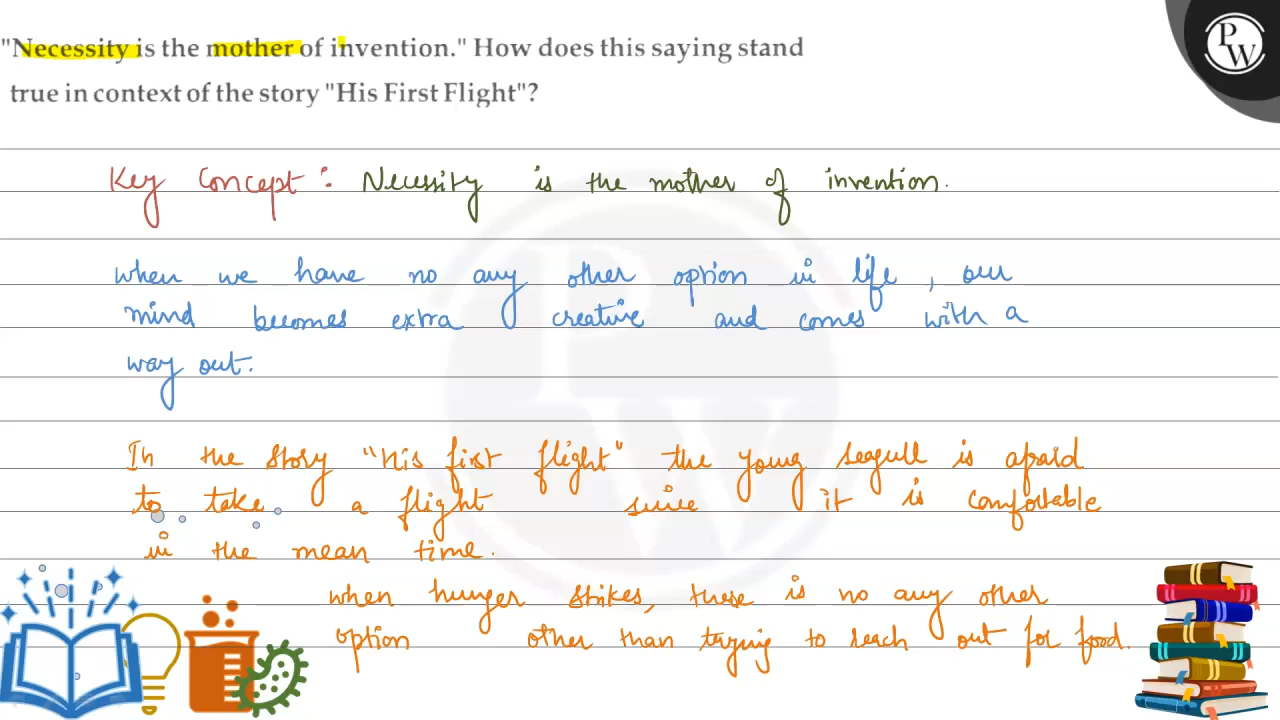 "Necessity is the mother of invention." How does this saying stand
true in context of the story "His First Flight"?
PW
Key Concept: Necessity is the mother of invention.
when we have no any other option in life, our
mind becomes extra creative and comes with a
way out.
In the story "His first flight" the young seagull is afraid
to take a flight since it is comfortable
in the mean time.
when hunger strikes, there is no any other
option other than trying to reach out for food.